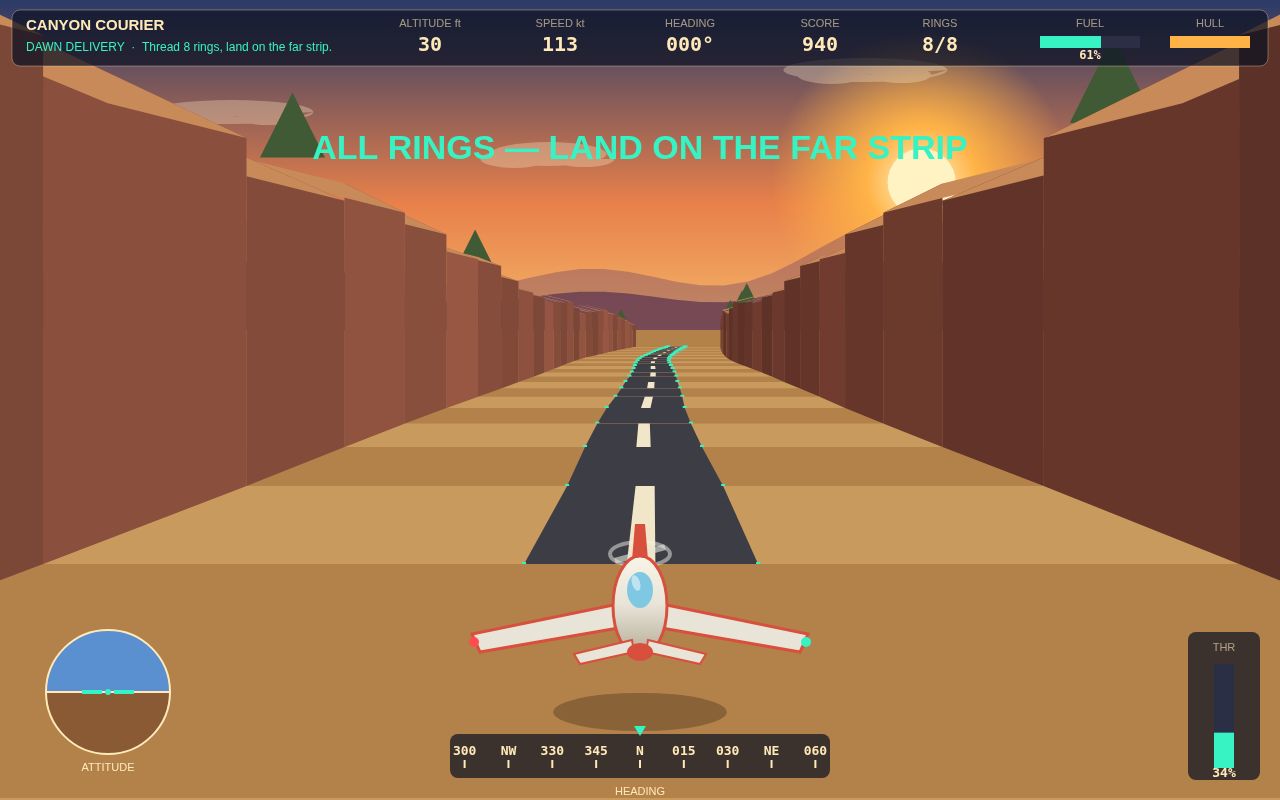 CANYON COURIER
DAWN DELIVERY · Thread 8 rings, land on the far strip.
ALTITUDE ft
30
SPEED kt
113
HEADING
000°
SCORE
940
RINGS
8/8
FUEL
61%
HULL
ALL RINGS — LAND ON THE FAR STRIP
ATTITUDE
300 NW 330 345 N 015 030 NE 060
HEADING
THR
34%